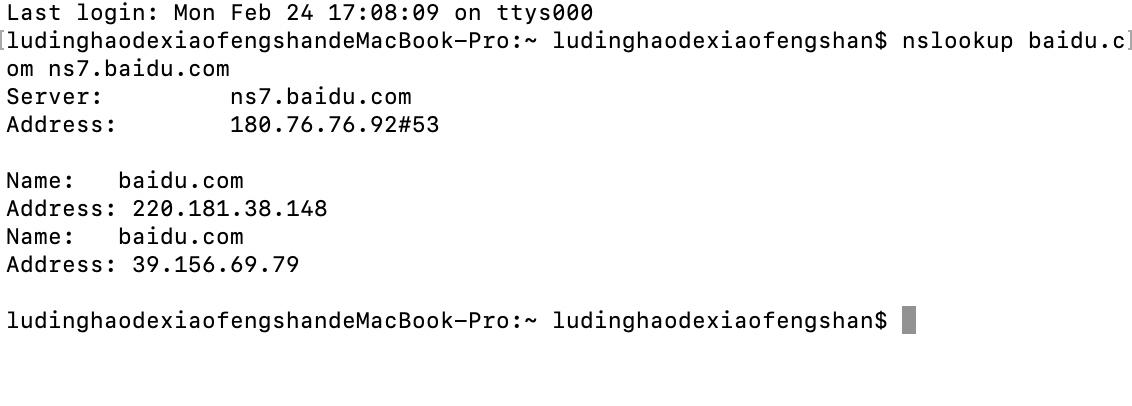 Last login: Mon Feb 24 17:08:09 on ttys000
[ludinghaodexiaofengshandeMacBook-Pro:~ ludinghaodexiaofengshan$ nslookup baidu.c]
om ns7.baidu.com
Server:		ns7.baidu.com
Address:	180.76.76.92#53

Name:	baidu.com
Address: 220.181.38.148
Name:	baidu.com
Address: 39.156.69.79

ludinghaodexiaofengshandeMacBook-Pro:~ ludinghaodexiaofengshan$